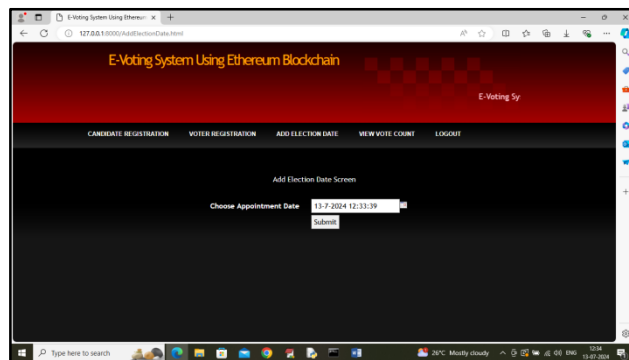 E-Voting System Using Ethereum
127.0.0.1:8000/AddElectionDate.html
E-Voting System Using Ethereum Blockchain
E-Voting Sy
CANDIDATE REGISTRATION VOTER REGISTRATION ADD ELECTION DATE VIEW VOTE COUNT LOGOUT
Add Election Date Screen
Choose Appointment Date 13-7-2024 12:33:39
Submit
Type here to search 26°C Mostly cloudy ENG 12:34
13-07-2024